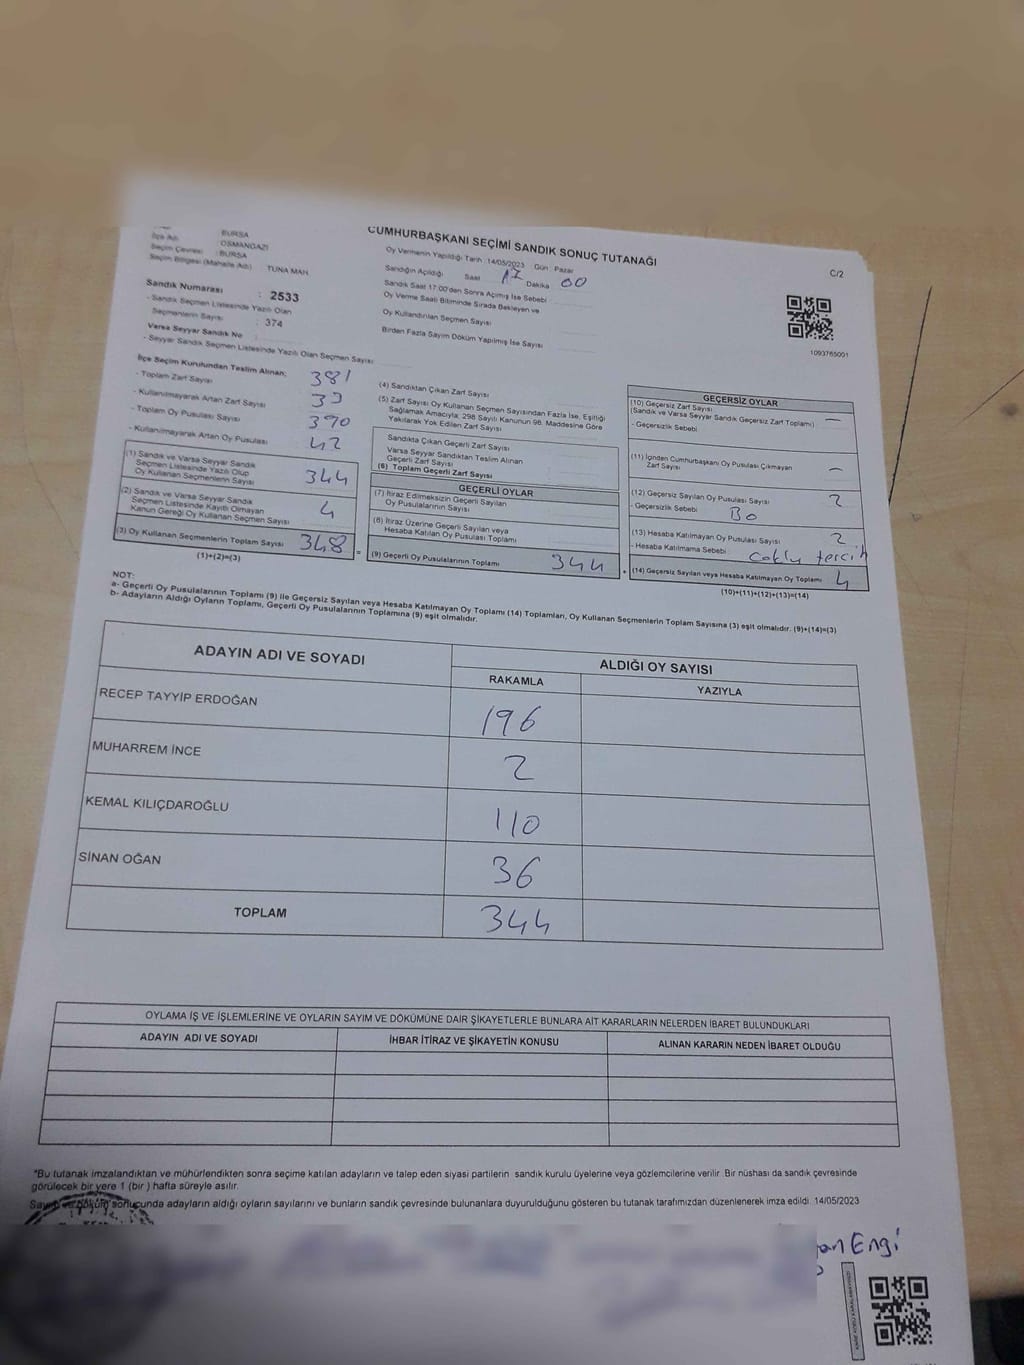 BURSA
İlçe Adı : OSMANGAZİ
Seçim Çevresi : BURSA
Seçim Bölgesi (Mahalle Adı) TUNA MAH.
Sandık Numarası : 2533
- Sandık Seçmen Listesinde Yazılı Olan
Seçmenlerin Sayısı : 374
Varsa Seyyar Sandık No :
- Seyyar Sandık Seçmen Listesinde Yazılı Olan Seçmen Sayısı
CUMHURBAŞKANI SEÇİMİ SANDIK SONUÇ TUTANAĞI
Oy Vermenin Yapıldığı Tarih : 14/05/2023 Gün : Pazar
Sandığın Açıldığı Saat 17 Dakika 00
Sandık Saat 17:00'den Sonra Açılmış İse Sebebi
Oy Verme Saati Bitiminde Sırada Bekleyen ve
Oy Kullandırılan Seçmen Sayısı
Birden Fazla Sayım Döküm Yapılmış İse Sayısı
C/2
1093765001
İlçe Seçim Kurulundan Teslim Alınan;
- Toplam Zarf Sayısı 381
- Kullanılmayarak Artan Zarf Sayısı 33
- Toplam Oy Pusulası Sayısı 390
- Kullanılmayarak Artan Oy Pusulası 42
(1) Sandık ve Varsa Seyyar Sandık
Seçmen Listesinde Yazılı Olup
Oy Kullanan Seçmenlerin Sayısı 344
(2) Sandık ve Varsa Seyyar Sandık
Seçmen Listesinde Kayıtlı Olmayan
Kanun Gereği Oy Kullanan Seçmen Sayısı 4
(3) Oy Kullanan Seçmenlerin Toplam Sayısı 348
(1)+(2)=(3)
=
(4) Sandıktan Çıkan Zarf Sayısı
(5) Zarf Sayısı Oy Kullanan Seçmen Sayısından Fazla İse, Eşitliği
Sağlamak Amacıyla; 298 Sayılı Kanunun 98. Maddesine Göre
Yakılarak Yok Edilen Zarf Sayısı
Sandıkta Çıkan Geçerli Zarf Sayısı
Varsa Seyyar Sandıktan Teslim Alınan
Geçerli Zarf Sayısı
(6) Toplam Geçerli Zarf Sayısı
GEÇERLİ OYLAR
(7) İtiraz Edilmeksizin Geçerli Sayılan
Oy Pusulalarının Sayısı
(8) İtiraz Üzerine Geçerli Sayılan veya
Hesaba Katılan Oy Pusulası Toplamı
(9) Geçerli Oy Pusulalarının Toplamı 344
+
GEÇERSİZ OYLAR
(10) Geçersiz Zarf Sayısı
(Sandık ve Varsa Seyyar Sandık Geçersiz Zarf Toplamı) —
- Geçersizlik Sebebi
(11) İçinden Cumhurbaşkanı Oy Pusulası Çıkmayan
Zarf Sayısı —
(12) Geçersiz Sayılan Oy Pusulası Sayısı 2
- Geçersizlik Sebebi Bo
(13) Hesaba Katılmayan Oy Pusulası Sayısı 2
- Hesaba Katılmama Sebebi Coklu tercih
(14) Geçersiz Sayılan veya Hesaba Katılmayan Oy Toplamı 4
(10)+(11)+(12)+(13)=(14)
NOT:
a- Geçerli Oy Pusulalarının Toplamı (9) ile Geçersiz Sayılan veya Hesaba Katılmayan Oy Toplamı (14) Toplamları, Oy Kullanan Seçmenlerin Toplam Sayısına (3) eşit olmalıdır. (9)+(14)=(3)
b- Adayların Aldığı Oyların Toplamı, Geçerli Oy Pusulalarının Toplamına (9) eşit olmalıdır.
ADAYIN ADI VE SOYADI
ALDIĞI OY SAYISI
RAKAMLA YAZIYLA
RECEP TAYYİP ERDOĞAN 196
MUHARREM İNCE 2
KEMAL KILIÇDAROĞLU 110
SİNAN OĞAN 36
TOPLAM 344
OYLAMA İŞ VE İŞLEMLERİNE VE OYLARIN SAYIM VE DÖKÜMÜNE DAİR ŞİKAYETLERLE BUNLARA AİT KARARLARIN NELERDEN İBARET BULUNDUKLARI
ADAYIN ADI VE SOYADI İHBAR İTİRAZ VE ŞİKAYETİN KONUSU ALINAN KARARIN NEDEN İBARET OLDUĞU
*Bu tutanak imzalandıktan ve mühürlendikten sonra seçime katılan adayların ve talep eden siyasi partilerin sandık kurulu üyelerine veya gözlemcilerine verilir. Bir nüshası da sandık çevresinde
görülecek bir yere 1 (bir ) hafta süreyle asılır.
Sayım ve döküm sonucunda adayların aldığı oyların sayılarını ve bunların sandık çevresinde bulunanlara duyurulduğunu gösteren bu tutanak tarafımızdan düzenlenerek imza edildi. 14/05/2023
Engi